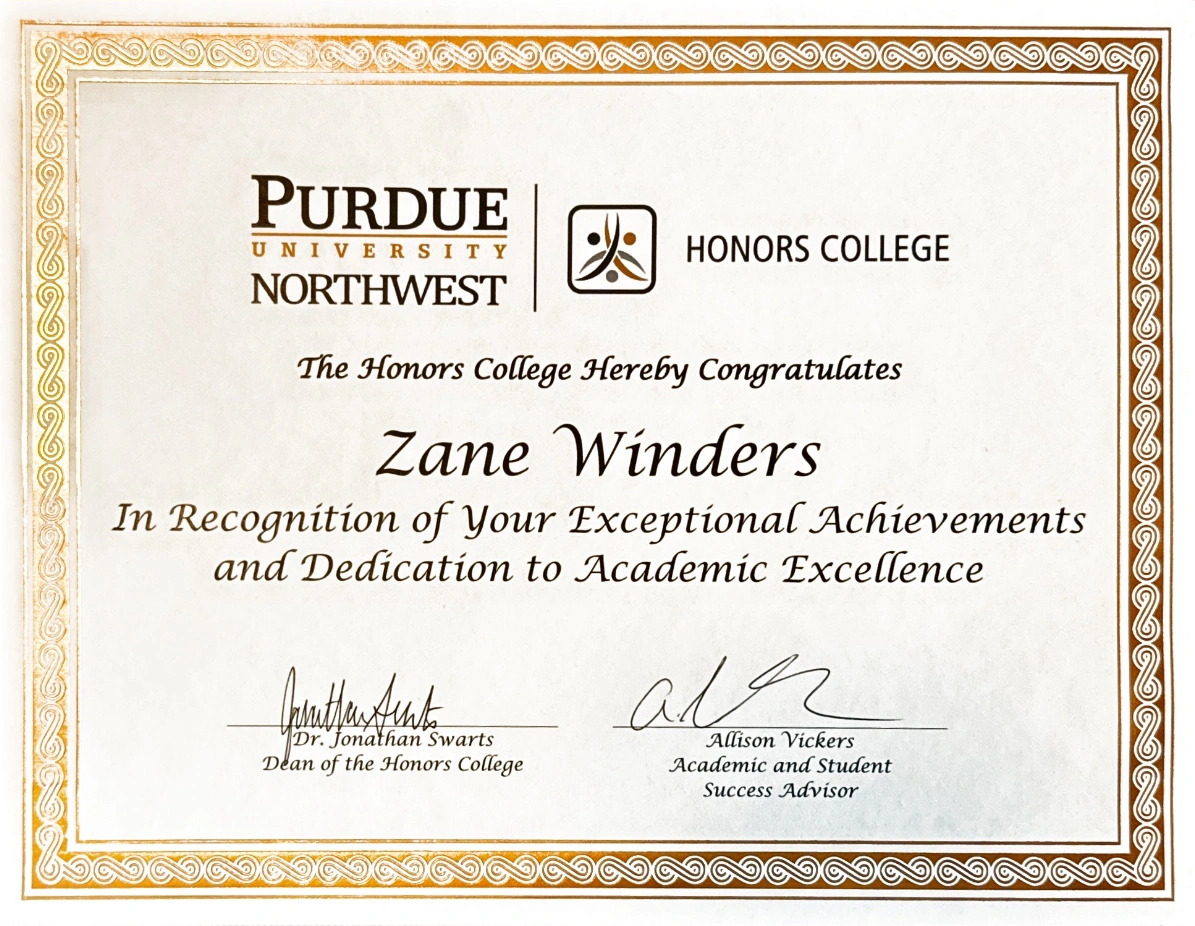 PURDUE
UNIVERSITY
NORTHWEST
HONORS COLLEGE
The Honors College Hereby Congratulates
Zane Winders
In Recognition of Your Exceptional Achievements
and Dedication to Academic Excellence
Dr. Jonathan Swarts
Dean of the Honors College
Allison Vickers
Academic and Student
Success Advisor